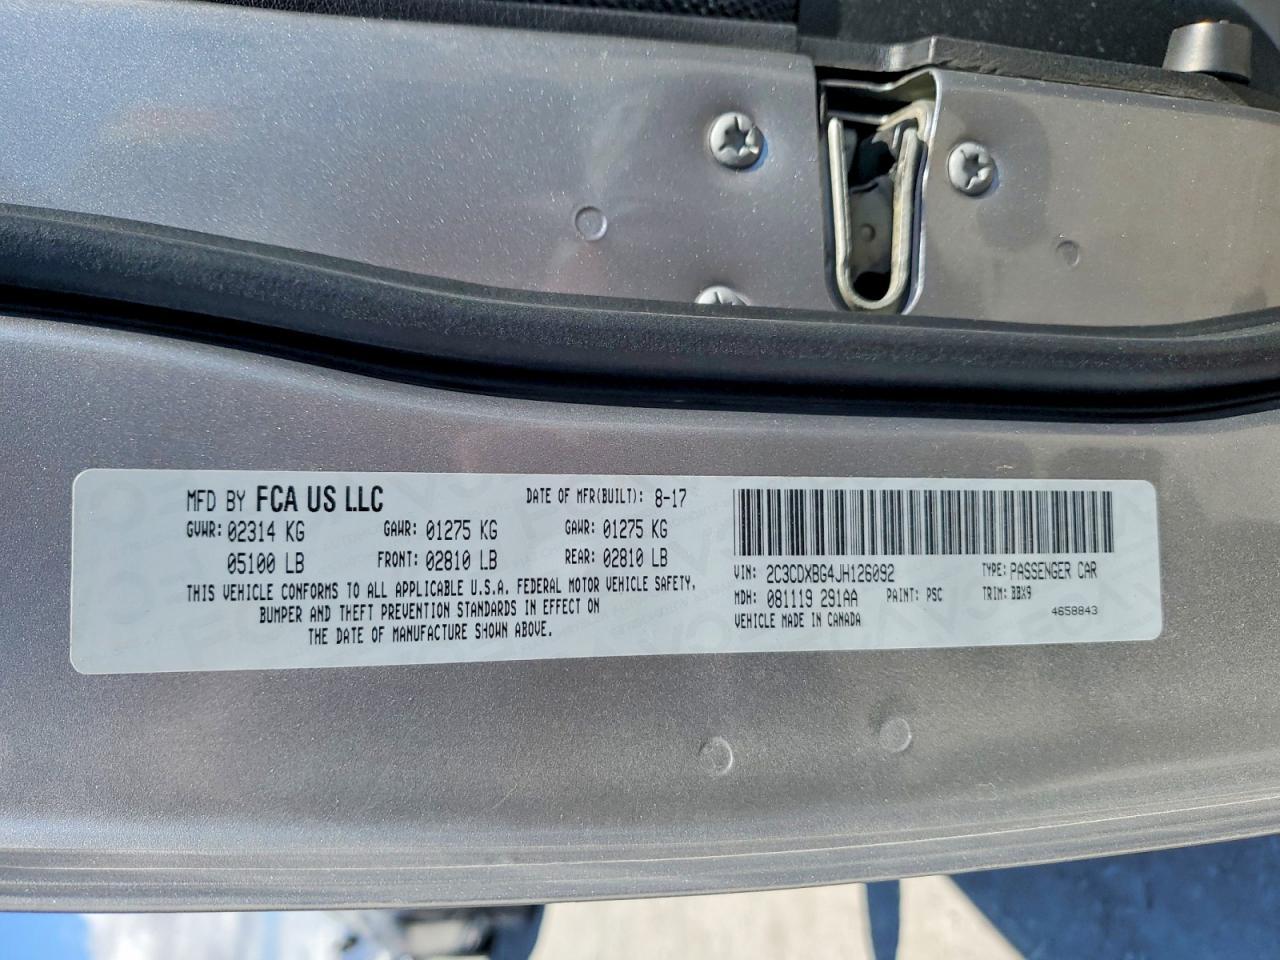 MFD BY FCA US LLC DATE OF MFR(BUILT): 8-17
GVWR: 02314 KG GAWR: 01275 KG GAWR: 01275 KG
05100 LB FRONT: 02810 LB REAR: 02810 LB
THIS VEHICLE CONFORMS TO ALL APPLICABLE U.S.A. FEDERAL MOTOR VEHICLE SAFETY,
BUMPER AND THEFT PREVENTION STANDARDS IN EFFECT ON
THE DATE OF MANUFACTURE SHOWN ABOVE.
VIN: 2C3CDXBG4JH126092 TYPE: PASSENGER CAR
MDH: 081119 291AA PAINT: PSC TRIM: BBX9
VEHICLE MADE IN CANADA 4658843